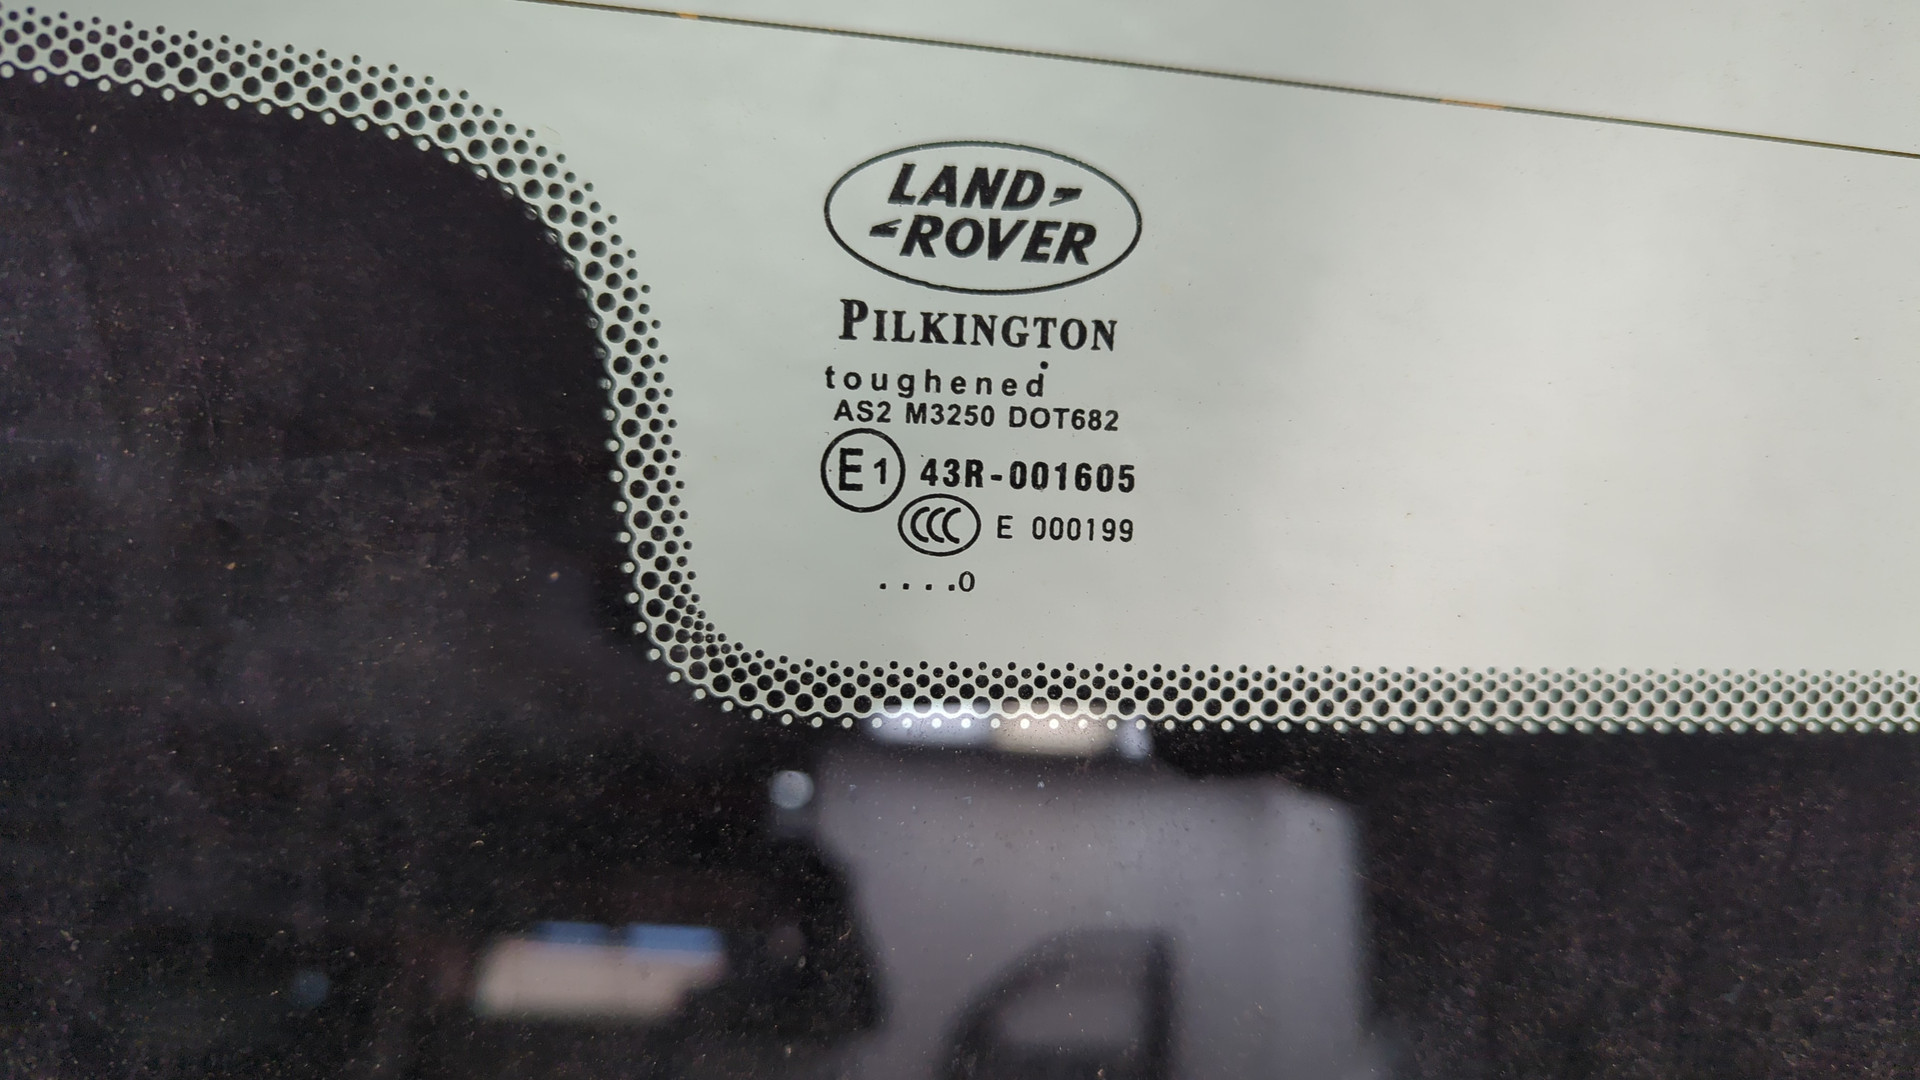 LAND
ROVER
PILKINGTON
toughened
AS2 M3250 DOT682
E1 43R-001605
CCC E 000199
....0